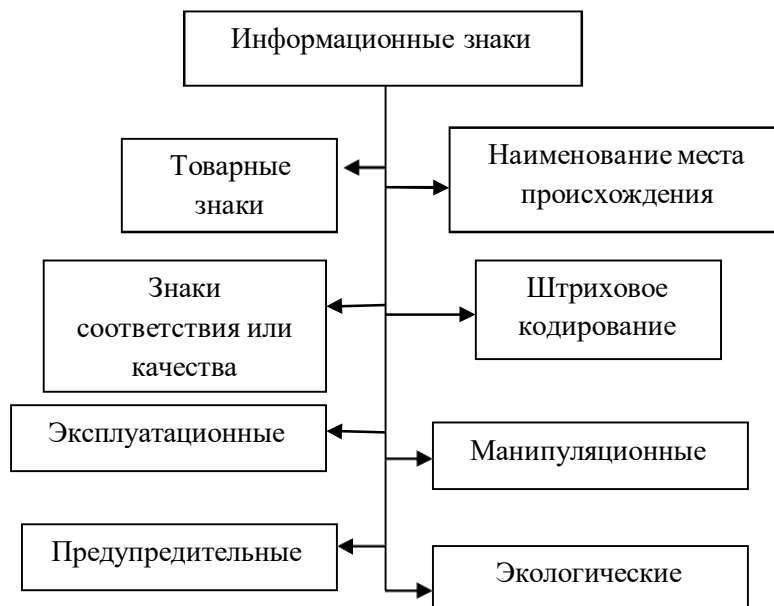 Информационные знаки
Товарные
знаки
Наименование места
происхождения
Знаки
соответствия или
качества
Штриховое
кодирование
Эксплуатационные
Манипуляционные
Предупредительные
Экологические